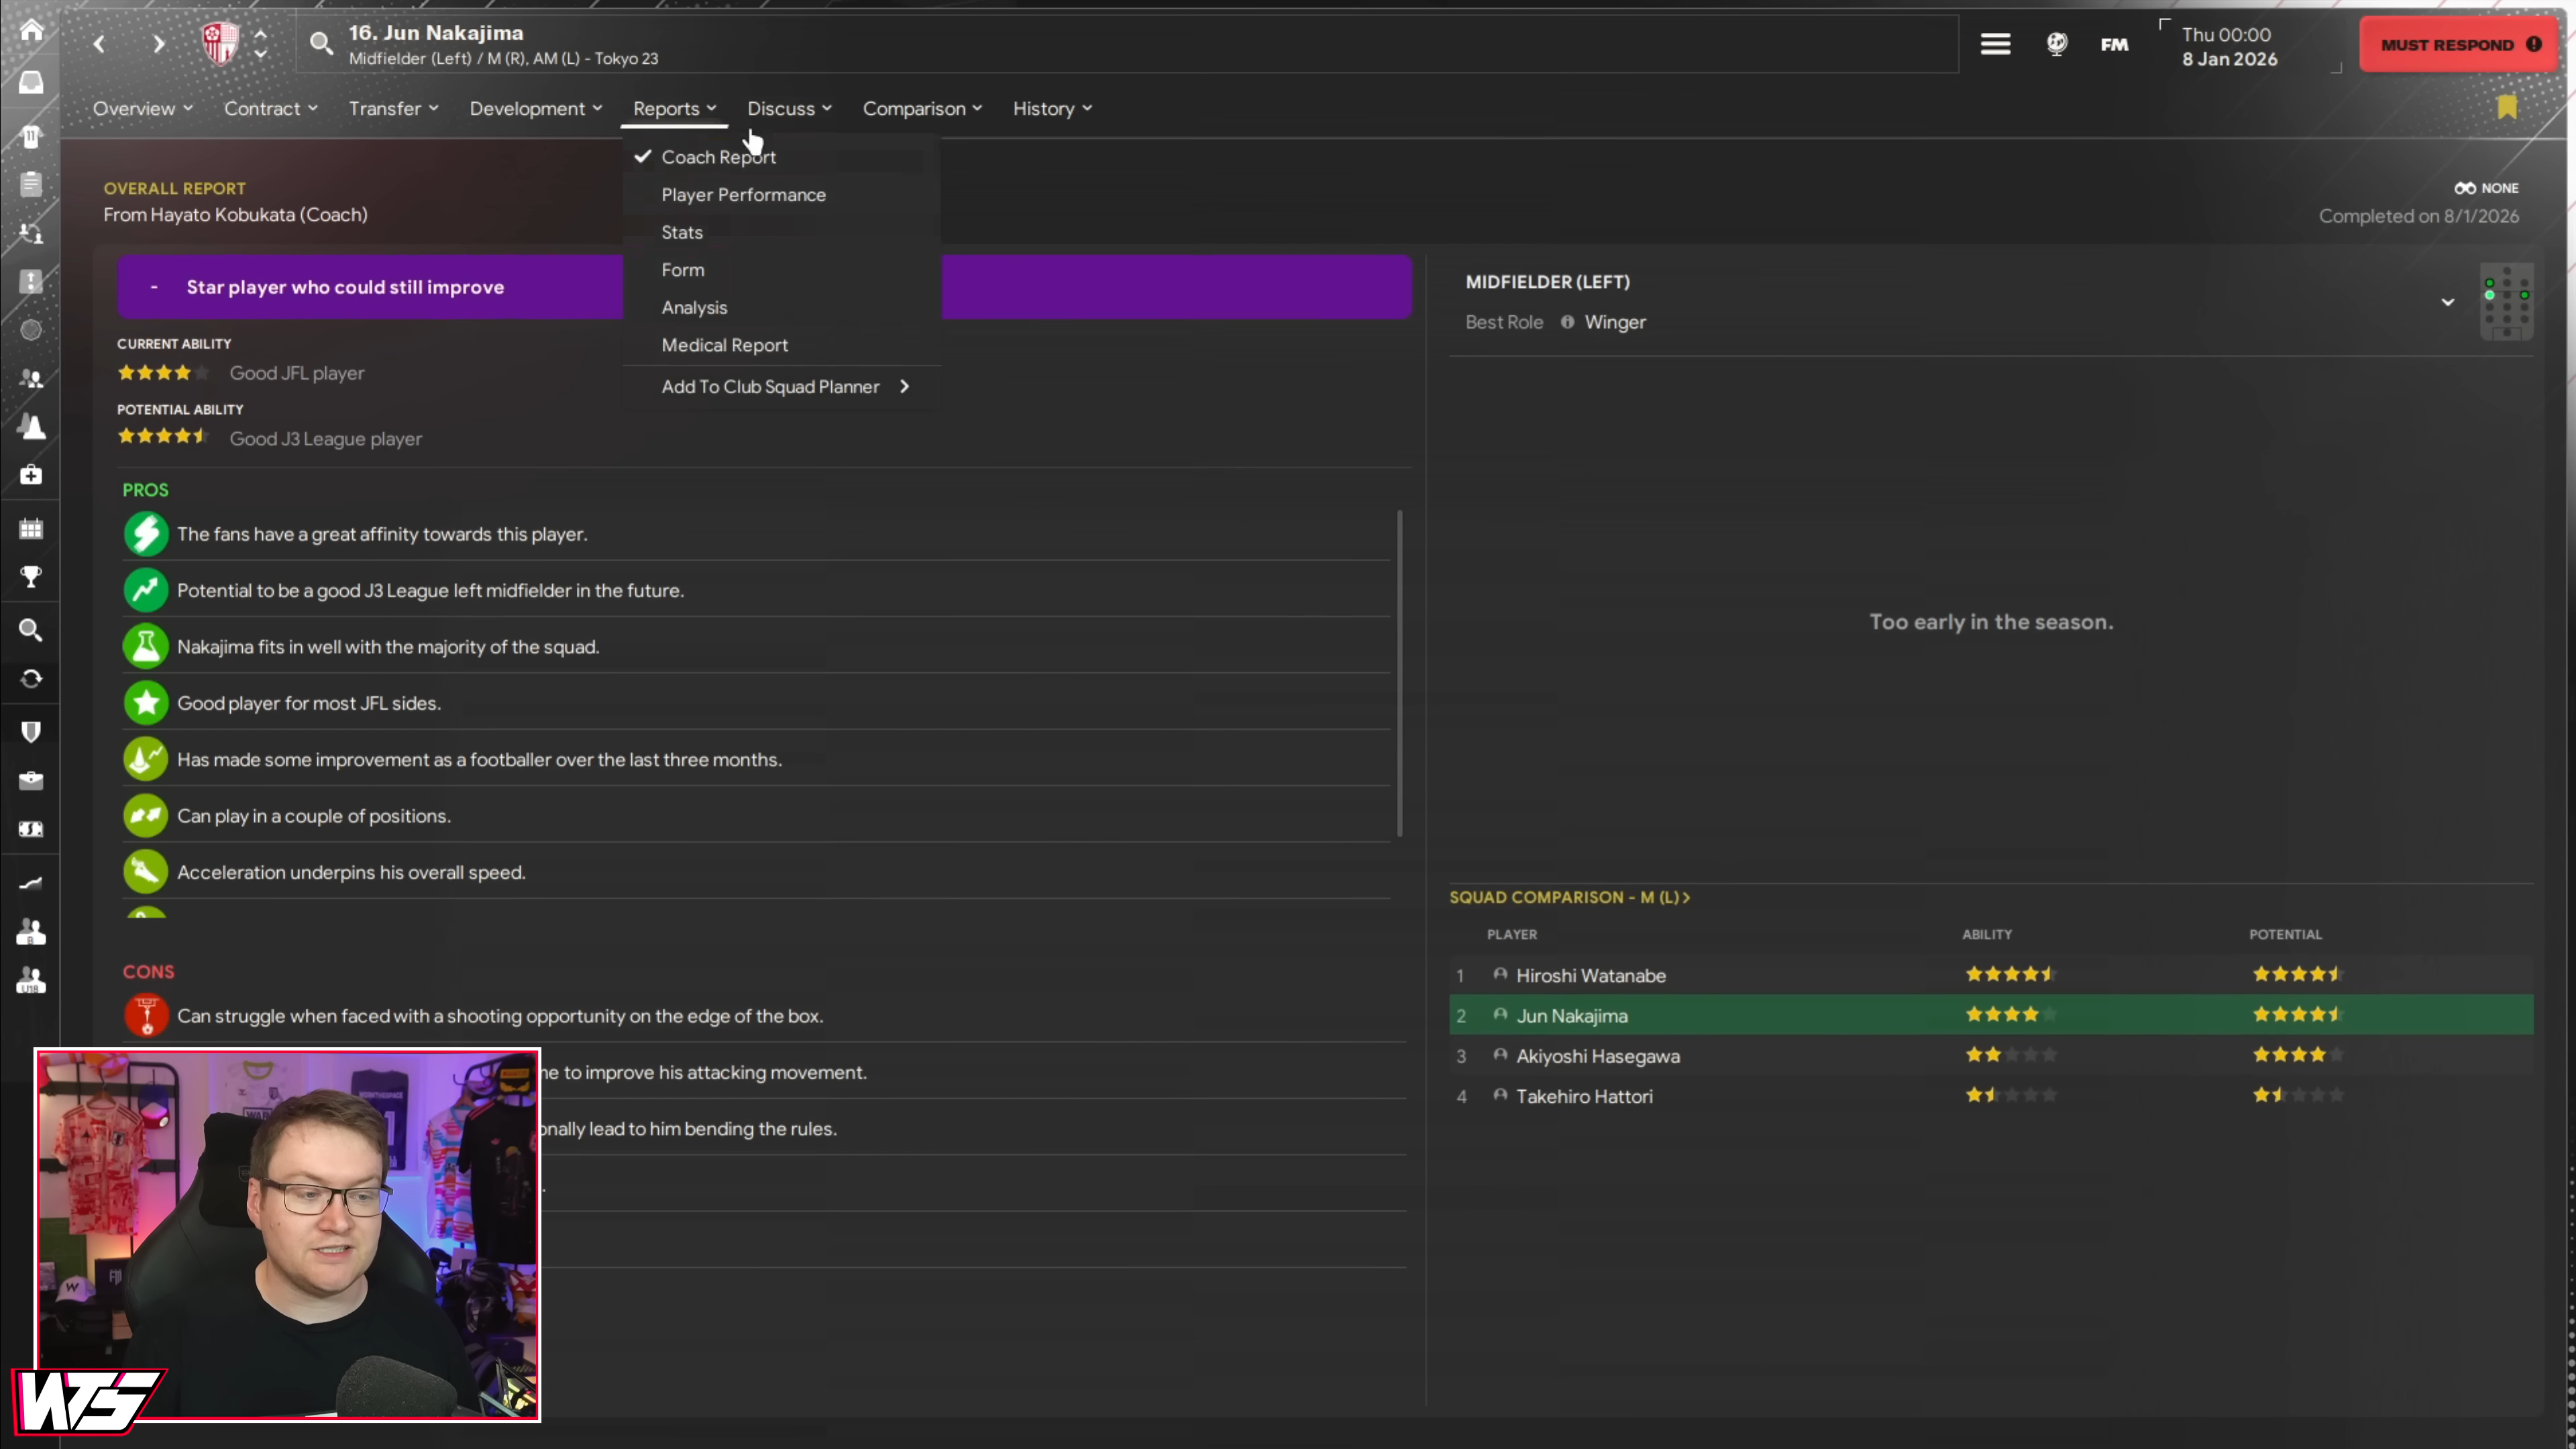 16. Jun Nakajima
Midfielder (Left) / M (R), AM (L) - Tokyo 23
FM
Thu 00:00
8 Jan 2026
MUST RESPOND
11
Overview
Contract
Transfer
Development
Reports
Discuss
Comparison
History
Coach Report
Player Performance
Stats
Form
Analysis
Medical Report
Add To Club Squad Planner
OVERALL REPORT
From Hayato Kobukata (Coach)
NONE
Completed on 8/1/2026
- Star player who could still improve
CURRENT ABILITY
Good JFL player
POTENTIAL ABILITY
Good J3 League player
PROS
The fans have a great affinity towards this player.
Potential to be a good J3 League left midfielder in the future.
Nakajima fits in well with the majority of the squad.
Good player for most JFL sides.
Has made some improvement as a footballer over the last three months.
Can play in a couple of positions.
Acceleration underpins his overall speed.
CONS
Can struggle when faced with a shooting opportunity on the edge of the box.
me to improve his attacking movement.
onally lead to him bending the rules.
MIDFIELDER (LEFT)
Best Role Winger
Too early in the season.
SQUAD COMPARISON - M (L)
PLAYER ABILITY POTENTIAL
1 Hiroshi Watanabe
2 Jun Nakajima
3 Akiyoshi Hasegawa
4 Takehiro Hattori
B
U18
W
WTS